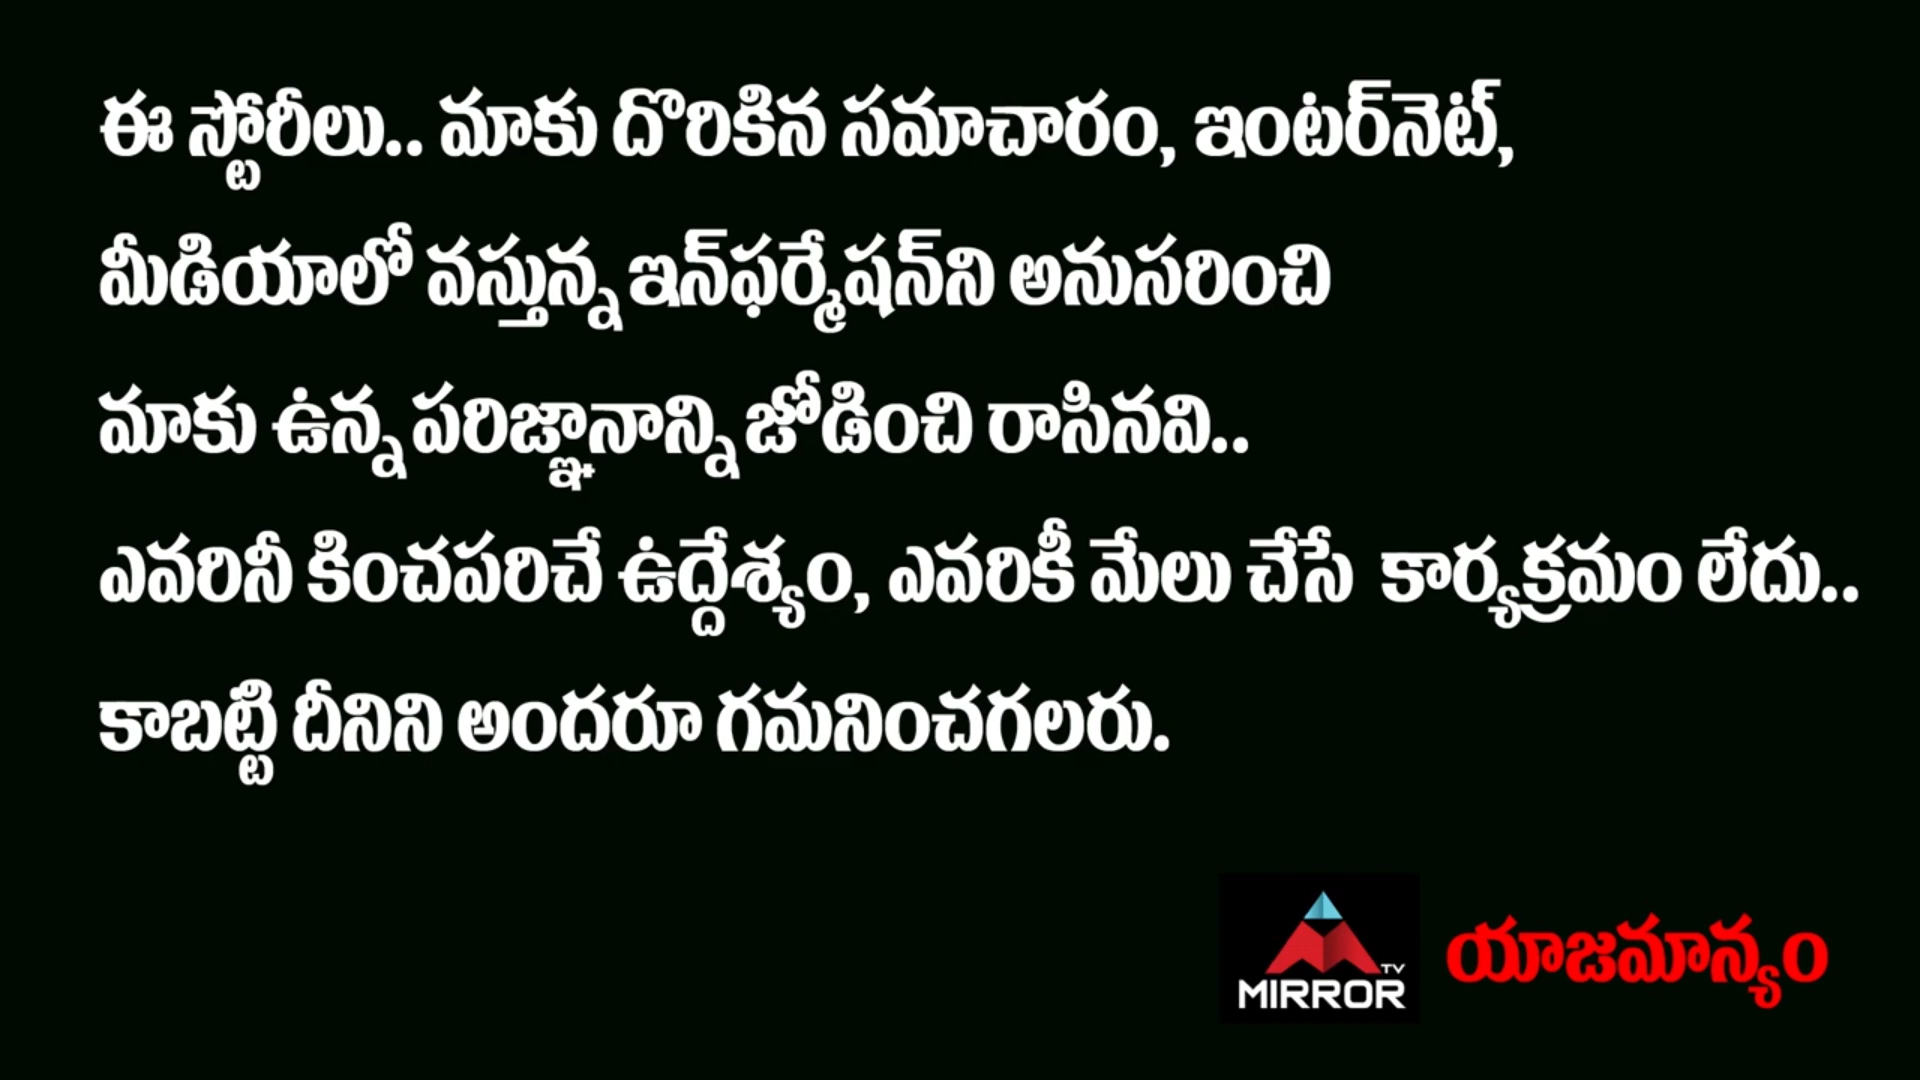 ఈ స్టోరీలు.. మాకు దొరికిన సమాచారం, ఇంటర్‌నెట్,
మీడియాలో వస్తున్న ఇన్‌ఫర్మేషన్‌ని అనుసరించి
మాకు ఉన్న పరిజ్ఞానాన్ని జోడించి రాసినవి..
ఎవరినీ కించపరిచే ఉద్దేశ్యం, ఎవరికీ మేలు చేసే కార్యక్రమం లేదు..
కాబట్టి దీనిని అందరూ గమనించగలరు.
TV
MIRROR
యాజమాన్యం